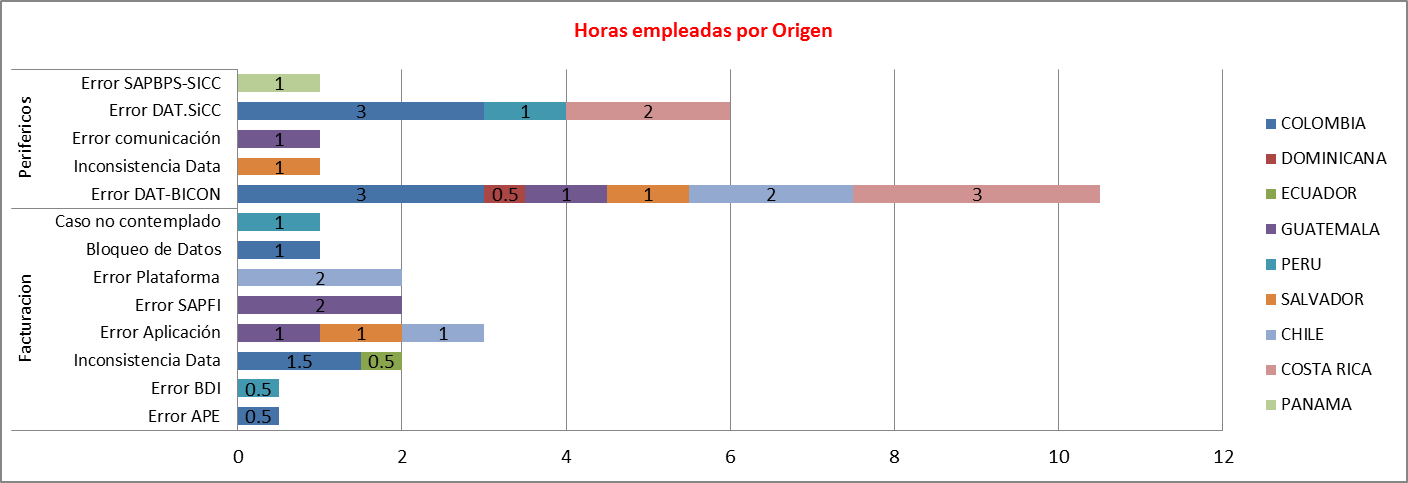 Horas empleadas por Origen
Perifericos
Error SAPBPS-SICC 1
Error DAT.SiCC 3 1 2
Error comunicación 1
Inconsistencia Data 1
Error DAT-BICON 3 0.5 1 1 2 3
Facturacion
Caso no contemplado 1
Bloqueo de Datos 1
Error Plataforma 2
Error SAPFI 2
Error Aplicación 1 1 1
Inconsistencia Data 1.5 0.5
Error BDI 0.5
Error APE 0.5
0 2 4 6 8 10 12
COLOMBIA
DOMINICANA
ECUADOR
GUATEMALA
PERU
SALVADOR
CHILE
COSTA RICA
PANAMA